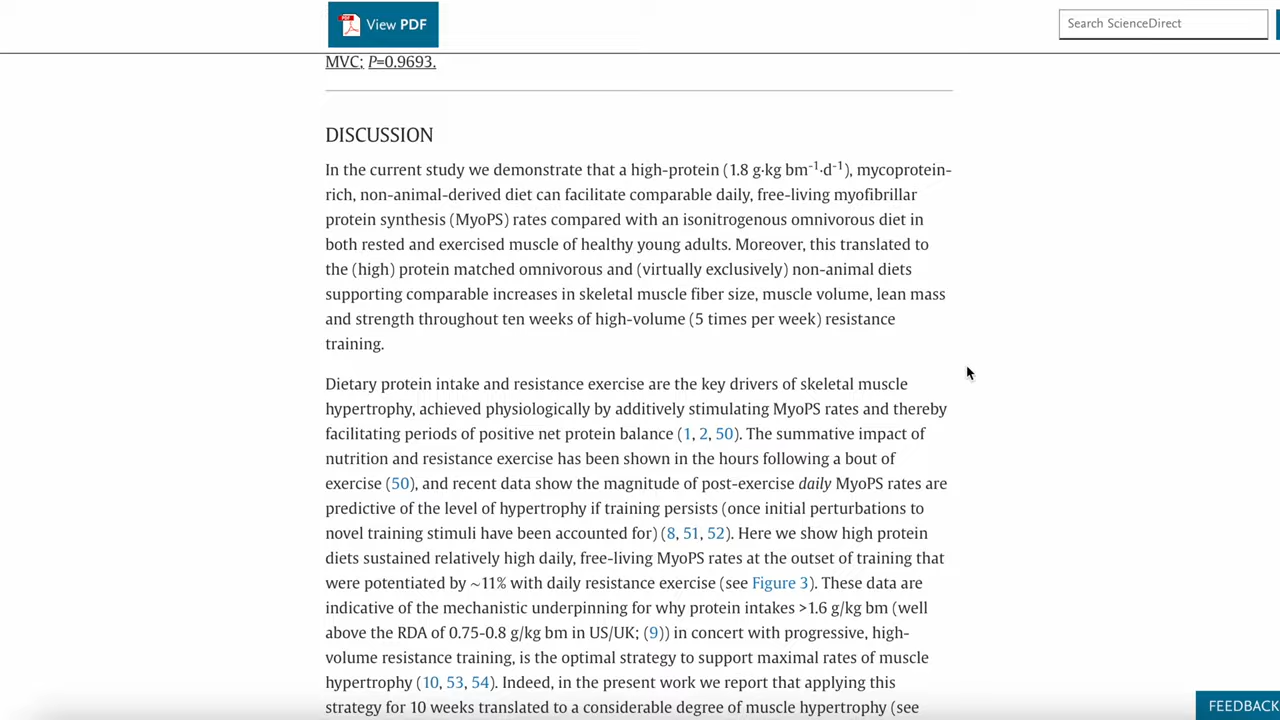 View PDF
Search ScienceDirect
MVC; P=0.9693.
DISCUSSION
In the current study we demonstrate that a high-protein (1.8 g·kg bm⁻¹·d⁻¹), mycoprotein-
rich, non-animal-derived diet can facilitate comparable daily, free-living myofibrillar
protein synthesis (MyoPS) rates compared with an isonitrogenous omnivorous diet in
both rested and exercised muscle of healthy young adults. Moreover, this translated to
the (high) protein matched omnivorous and (virtually exclusively) non-animal diets
supporting comparable increases in skeletal muscle fiber size, muscle volume, lean mass
and strength throughout ten weeks of high-volume (5 times per week) resistance
training.
Dietary protein intake and resistance exercise are the key drivers of skeletal muscle
hypertrophy, achieved physiologically by additively stimulating MyoPS rates and thereby
facilitating periods of positive net protein balance (1, 2, 50). The summative impact of
nutrition and resistance exercise has been shown in the hours following a bout of
exercise (50), and recent data show the magnitude of post-exercise daily MyoPS rates are
predictive of the level of hypertrophy if training persists (once initial perturbations to
novel training stimuli have been accounted for) (8, 51, 52). Here we show high protein
diets sustained relatively high daily, free-living MyoPS rates at the outset of training that
were potentiated by ~11% with daily resistance exercise (see Figure 3). These data are
indicative of the mechanistic underpinning for why protein intakes >1.6 g/kg bm (well
above the RDA of 0.75-0.8 g/kg bm in US/UK; (9)) in concert with progressive, high-
volume resistance training, is the optimal strategy to support maximal rates of muscle
hypertrophy (10, 53, 54). Indeed, in the present work we report that applying this
strategy for 10 weeks translated to a considerable degree of muscle hypertrophy (see
FEEDBACK